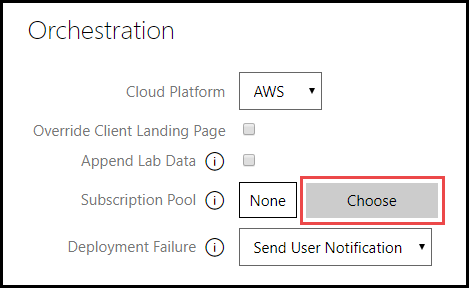 Orchestration
Cloud Platform AWS
Override Client Landing Page
Append Lab Data i
Subscription Pool i None Choose
Deployment Failure i Send User Notification